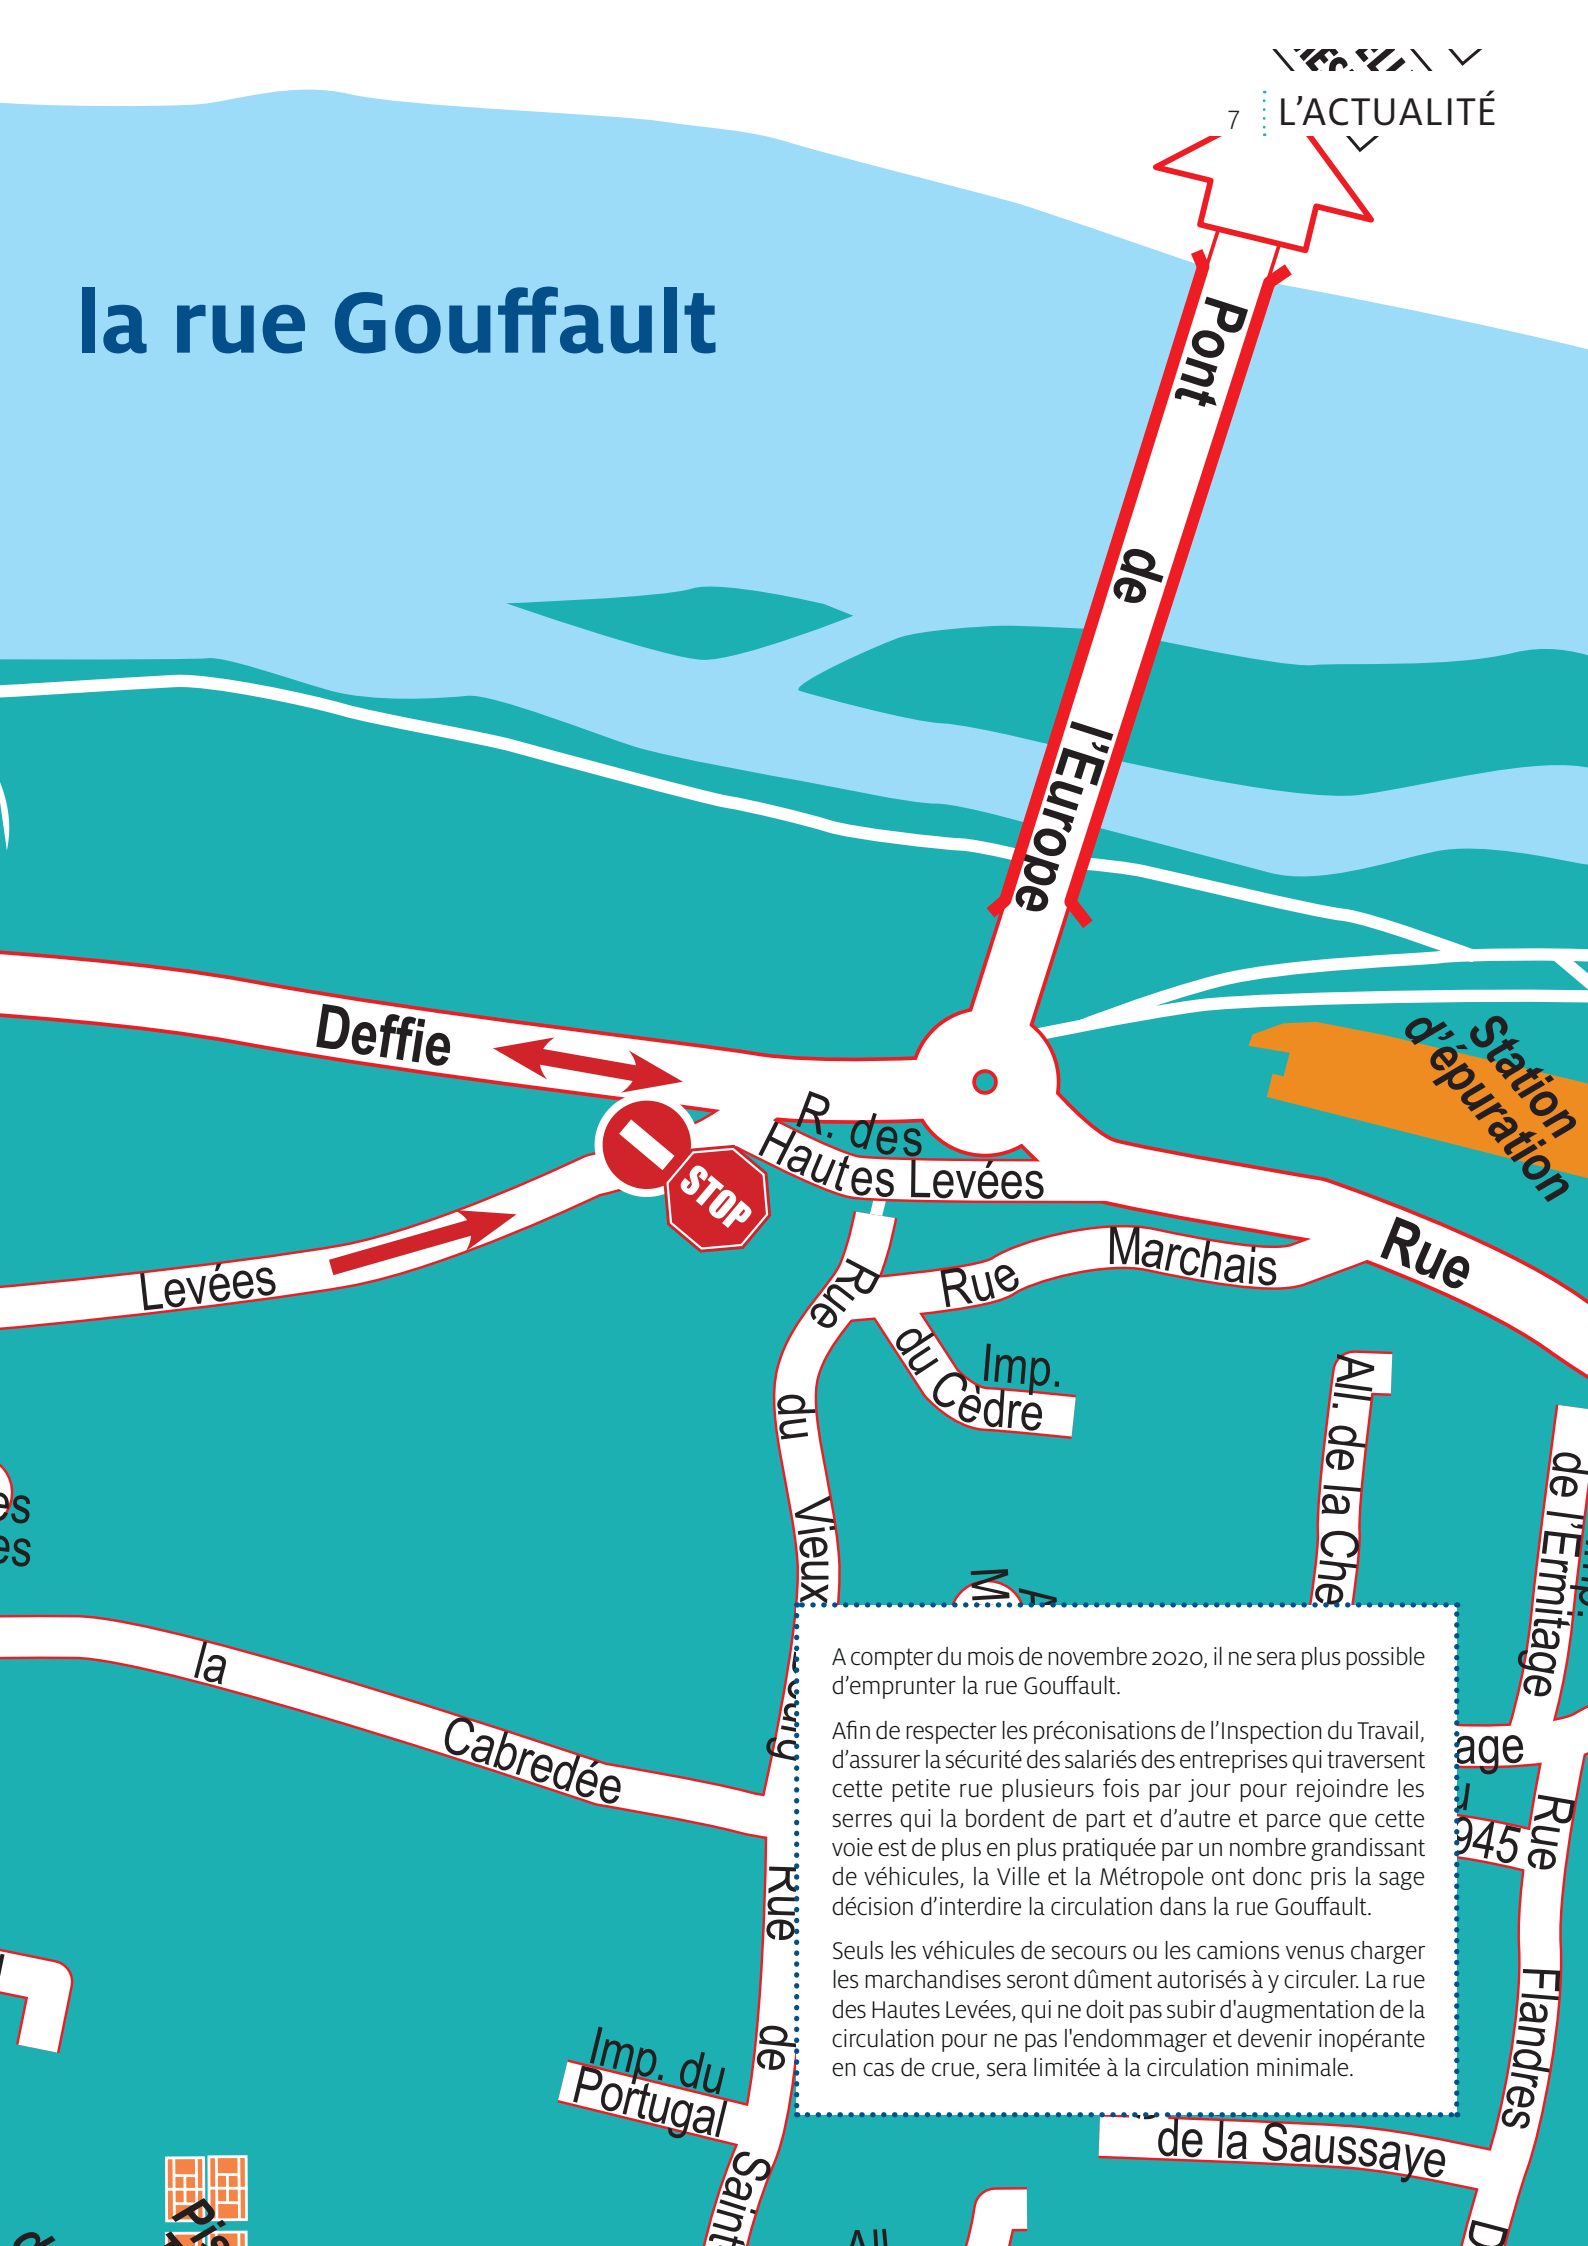 7
L’ACTUALITÉ
la rue Gouffault
Pont de l’Europe
Deffie
R. des
Hautes Levées
STOP
Levées
Station
d’épuration
Rue
Rue Marchais
Rue du Vieux
Imp.
du Cèdre
All. de la Che
de l’Ermitage
la Cabredée
A compter du mois de novembre 2020, il ne sera plus possible
d’emprunter la rue Gouffault.
Afin de respecter les préconisations de l’Inspection du Travail,
d’assurer la sécurité des salariés des entreprises qui traversent
cette petite rue plusieurs fois par jour pour rejoindre les
serres qui la bordent de part et d’autre et parce que cette
voie est de plus en plus pratiquée par un nombre grandissant
de véhicules, la Ville et la Métropole ont donc pris la sage
décision d’interdire la circulation dans la rue Gouffault.
Seuls les véhicules de secours ou les camions venus charger
les marchandises seront dûment autorisés à y circuler. La rue
des Hautes Levées, qui ne doit pas subir d'augmentation de la
circulation pour ne pas l'endommager et devenir inopérante
en cas de crue, sera limitée à la circulation minimale.
age
945
Rue
Flandres
D
Rue de Saint
Imp. du
Portugal
de la Saussaye
All